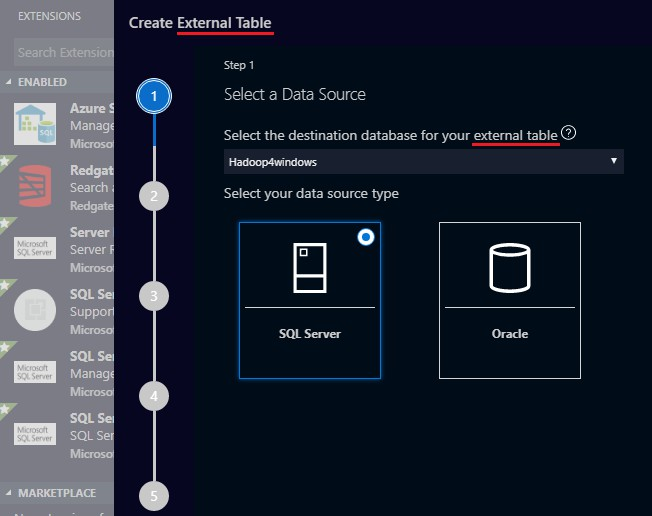 EXTENSIONS
Search Extension
ENABLED
Azure S
Manage
Microso
Redgat
Search a
Redgate
Microsoft
SQL Server
Server
Server R
Microso
SQL Se
Support
Microso
Microsoft
SQL Server
SQL Se
Manage
Microso
Microsoft
SQL Server
SQL Se
SQL Ser
Microso
MARKETPLACE
Create External Table
1
2
3
4
5
Step 1
Select a Data Source
Select the destination database for your external table ?
Hadoop4windows
Select your data source type
SQL Server
Oracle